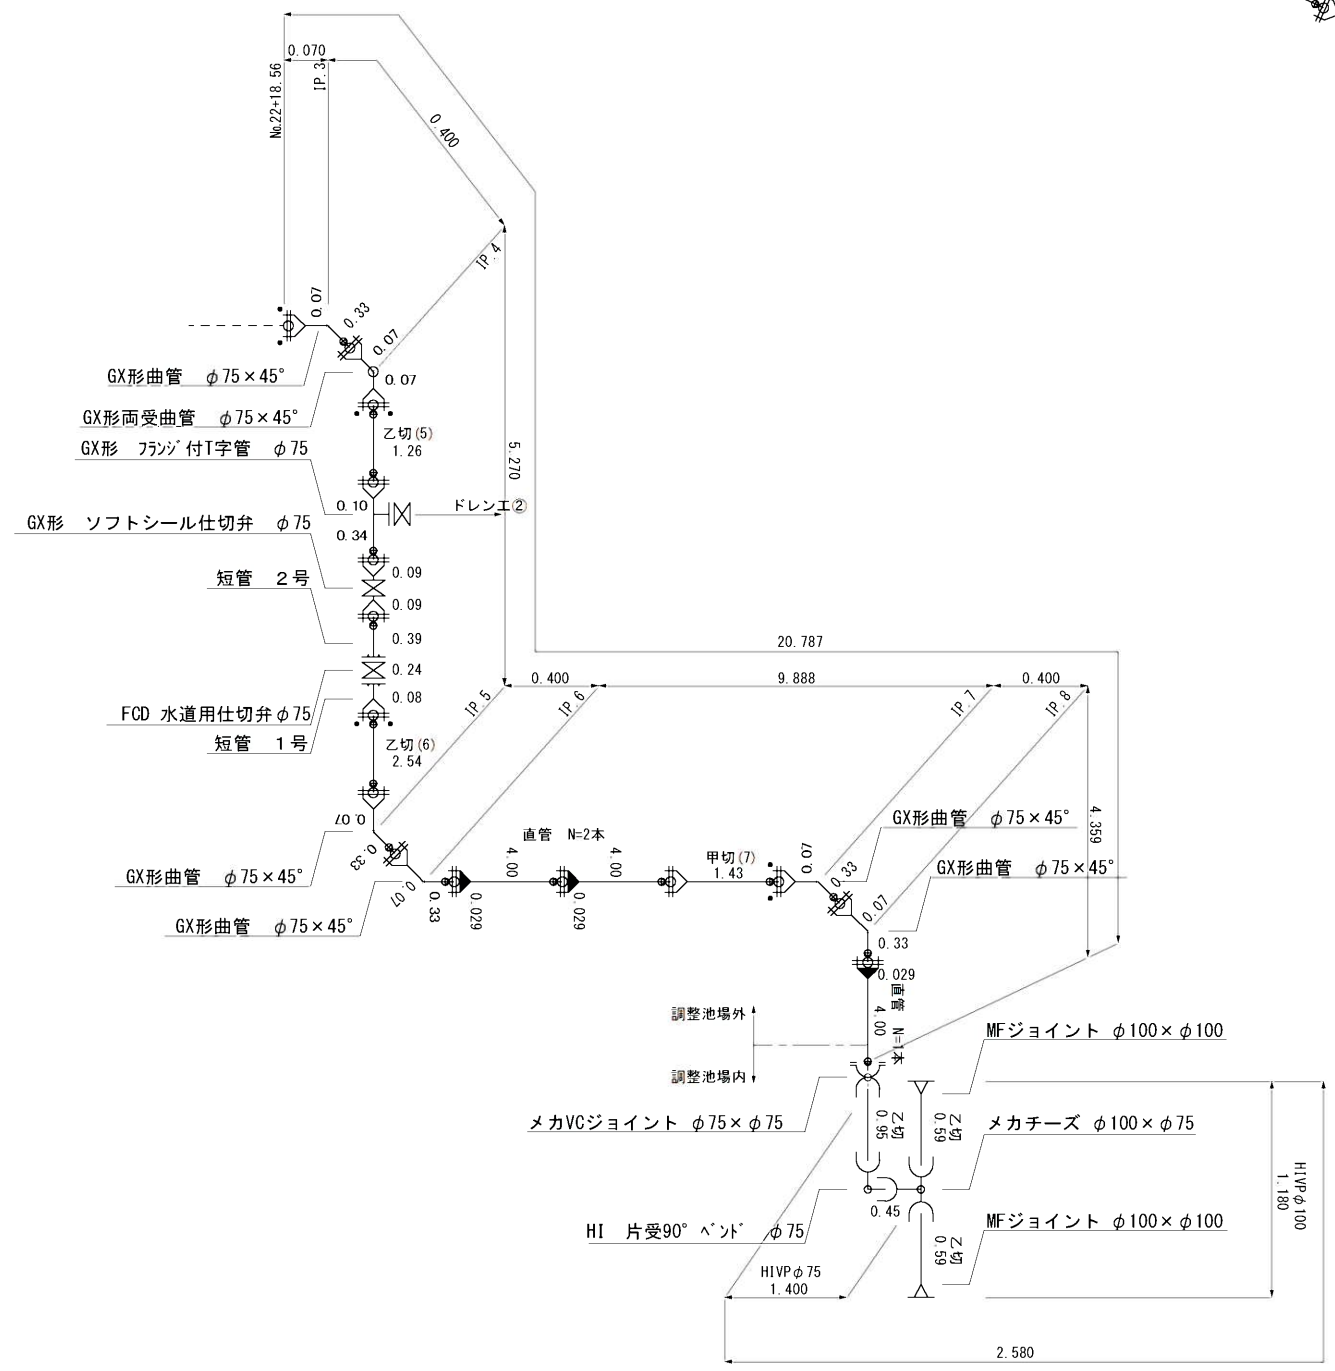 0.070
No.22+18.56
IP.3
0.400
IP.4
0.07
0.33
0.07
GX形曲管 φ75×45°
0.07
GX形両受曲管 φ75×45°
乙切(5)
1.26
GX形 フランジ付T字管 φ75
5.270
0.10
ドレン工②
GX形 ソフトシール仕切弁 φ75
0.34
0.09
短管 2号
0.09
0.39
20.787
0.24
0.400
9.888
0.400
IP.5
IP.6
IP.7
IP.8
0.08
FCD 水道用仕切弁φ75
短管 1号
乙切(6)
2.54
0.07
0.33
GX形曲管 φ75×45°
4.359
直管 N=2本
4.00
4.00
甲切(7)
1.43
0.07
0.33
GX形曲管 φ75×45°
GX形曲管 φ75×45°
0.07
0.33
0.029
0.029
0.07
GX形曲管 φ75×45°
0.33
0.029
直管 N=1本
4.00
調整池場外
MFジョイント φ100×φ100
調整池場内
メカVCジョイント φ75×φ75
乙切
0.95
乙切
0.59
メカチーズ φ100×φ75
HIVPφ100
1.180
0.45
HI 片受90° ベンド φ75
乙切
0.59
MFジョイント φ100×φ100
HIVPφ75
1.400
2.580